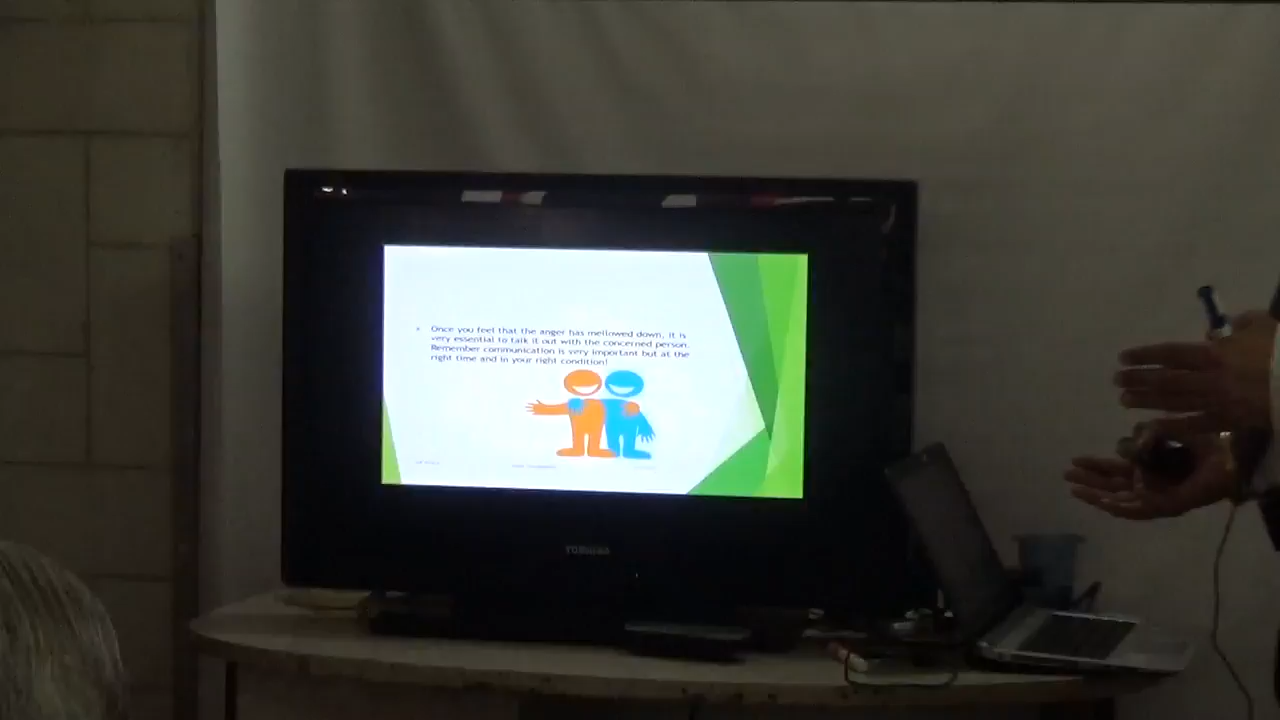 Once you feel that the anger has mellowed down, it is
very essential to talk it out with the concerned person.
Remember communication is very important but at the
right time and in your right condition!
TOSHIBA